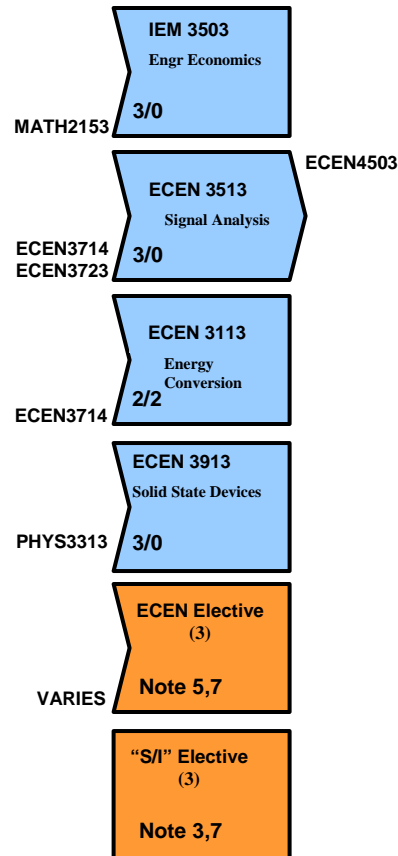 IEM 3503
Engr Economics
3/0
MATH2153
ECEN4503
ECEN 3513
Signal Analysis
ECEN3714
ECEN3723
3/0
ECEN 3113
Energy
Conversion
2/2
ECEN3714
ECEN 3913
Solid State Devices
PHYS3313
3/0
ECEN Elective
(3)
Note 5,7
VARIES
“S/I” Elective
(3)
Note 3,7